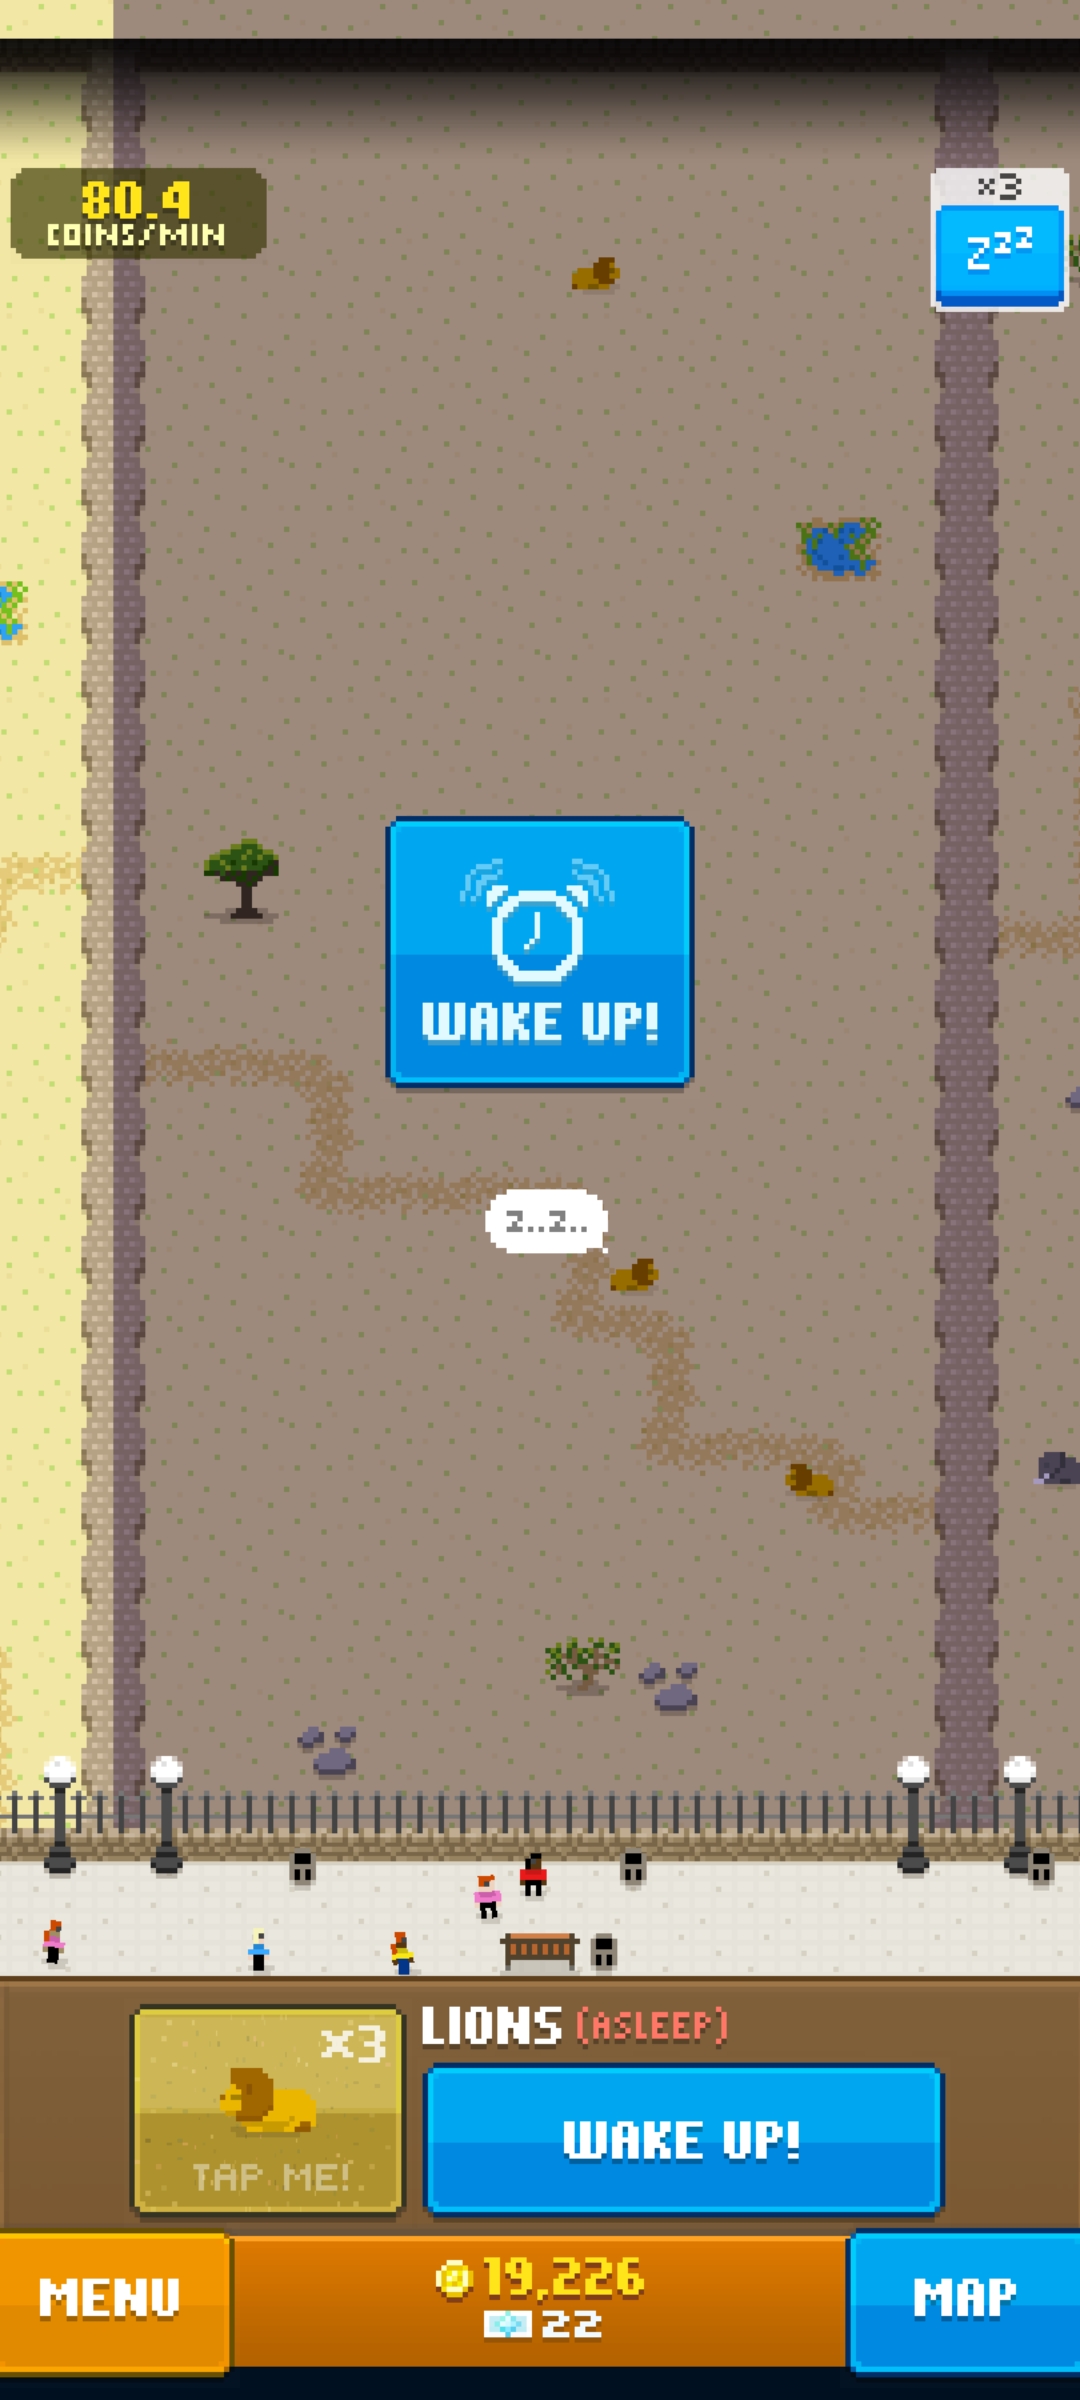 80.4
COINS/MIN
x3
zzz
WAKE UP!
Z..Z..
x3
TAP ME!
LIONS (ASLEEP)
WAKE UP!
MENU
19,226
22
MAP